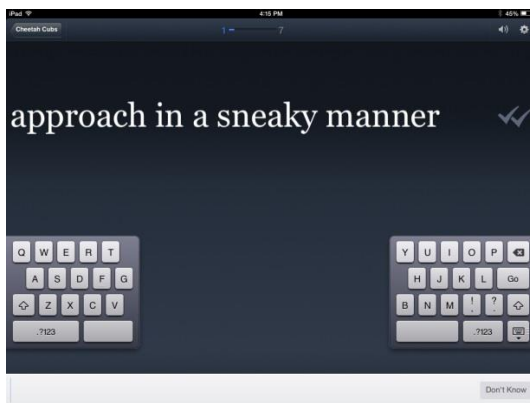 iPad 4:15 PM 45%
Cheetah Cubs 1 7
approach in a sneaky manner
Q W E R T Y U I O P
A S D F G H J K L Go
Z X C V B N M ! , ? .
.?123 .?123
Don't Know